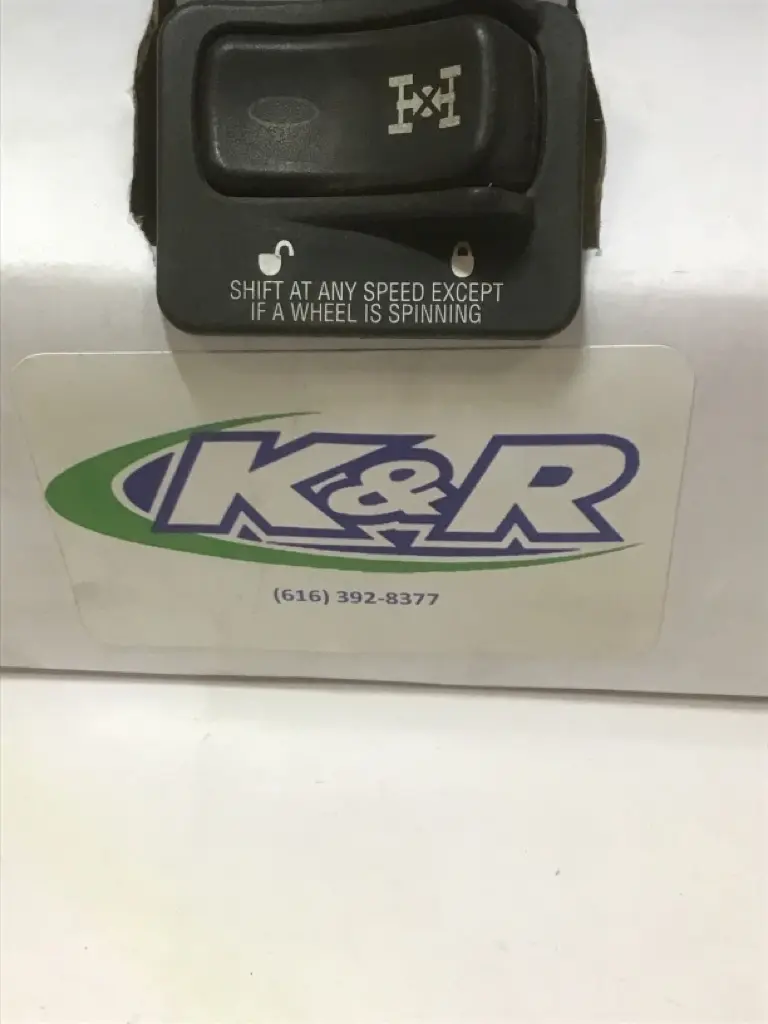 SHIFT AT ANY SPEED EXCEPT
IF A WHEEL IS SPINNING
K&R
(616) 392-8377